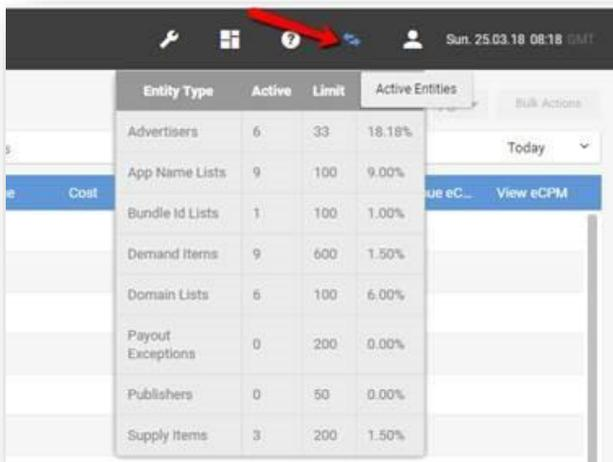 Sun. 25.03.18 08:18 GMT
Entity Type Active Limit Active Entities
Bulk Actions
Advertisers 6 33 18.18%
Today
App Name Lists 9 100 9.00%
Cost View eCPM
Bundle Id Lists 1 100 1.00%
Demand Items 9 600 1.50%
Domain Lists 6 100 6.00%
Payout
Exceptions 0 200 0.00%
Publishers 0 50 0.00%
Supply Items 3 200 1.50%